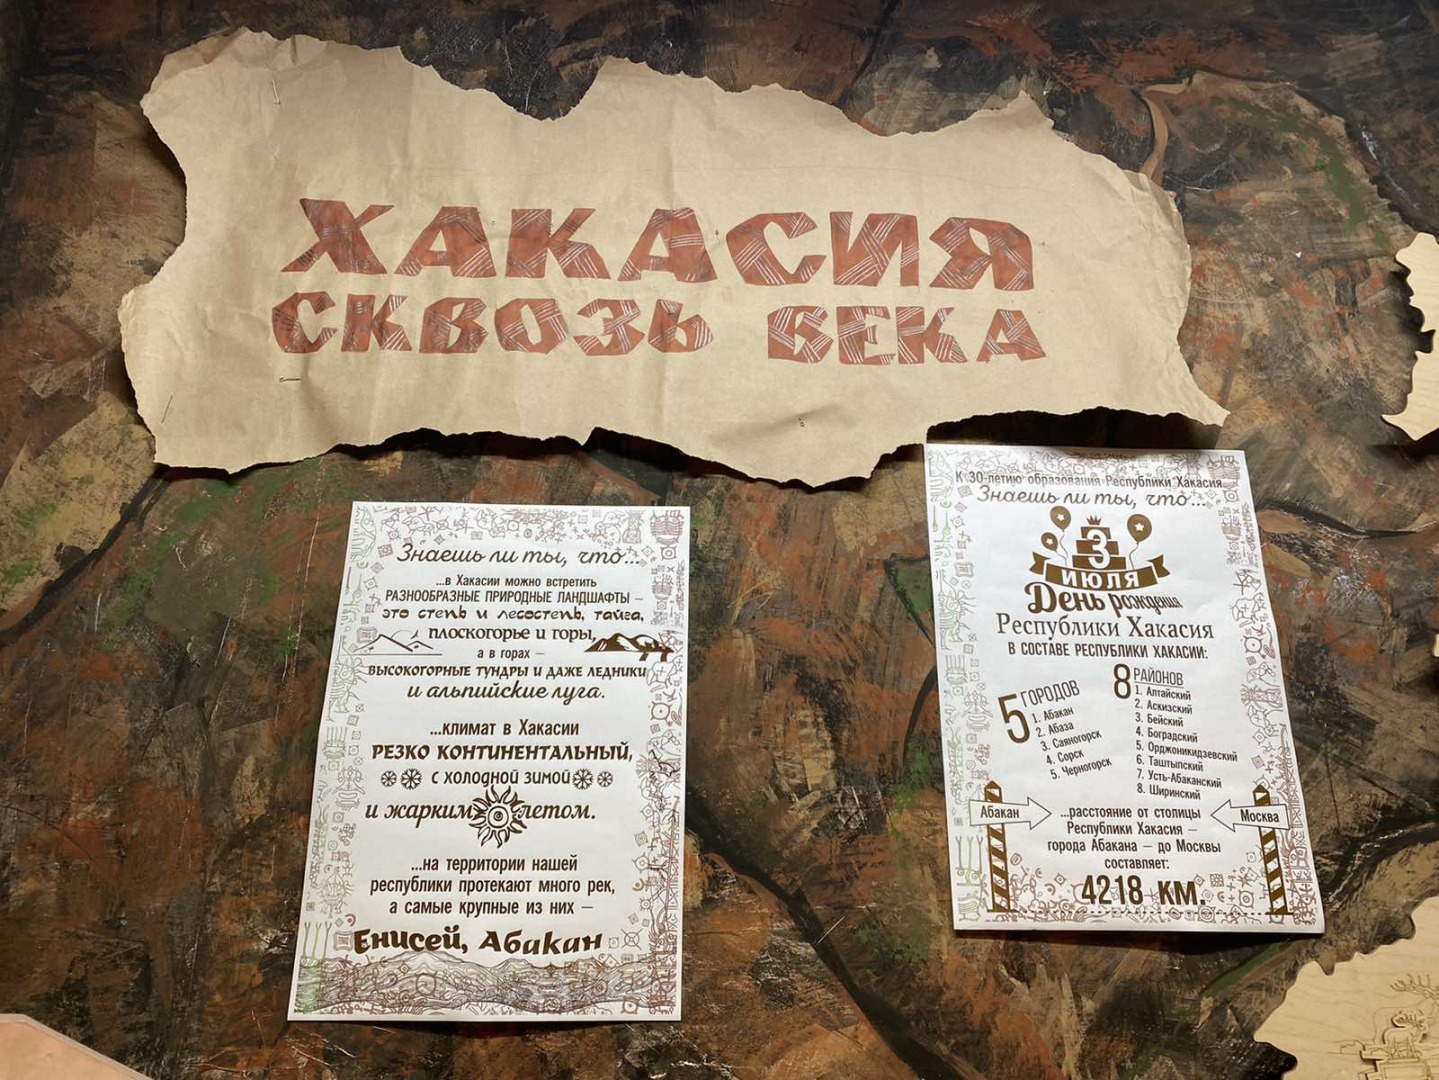 ХАКАСИЯ
СКВОЗЬ ВЕКА
Знаешь ли ты, что...
...в Хакасии можно встретить
РАЗНООБРАЗНЫЕ ПРИРОДНЫЕ ЛАНДШАФТЫ –
это степь и лесостепь, тайга,
плоскогорье и горы,
а в горах –
ВЫСОКОГОРНЫЕ ТУНДРЫ И ДАЖЕ ЛЕДНИКИ
и альпийские луга.
...климат в Хакасии
РЕЗКО КОНТИНЕНТАЛЬНЫЙ,
с холодной зимой
и жарким летом.
...на территории нашей
республики протекают много рек,
а самые крупные из них –
Енисей, Абакан
К 30-летию образования Республики Хакасия
Знаешь ли ты, что...
3
ИЮЛЯ
День рождения
Республики Хакасия
В СОСТАВЕ РЕСПУБЛИКИ ХАКАСИИ:
5 ГОРОДОВ
1. Абакан
2. Абаза
3. Саяногорск
4. Сорск
5. Черногорск
8 РАЙОНОВ
1. Алтайский
2. Аскизский
3. Бейский
4. Боградский
5. Орджоникидзевский
6. Таштыпский
7. Усть-Абаканский
8. Ширинский
Абакан
Москва
...расстояние от столицы
Республики Хакасия –
города Абакана – до Москвы
составляет:
4218 км.